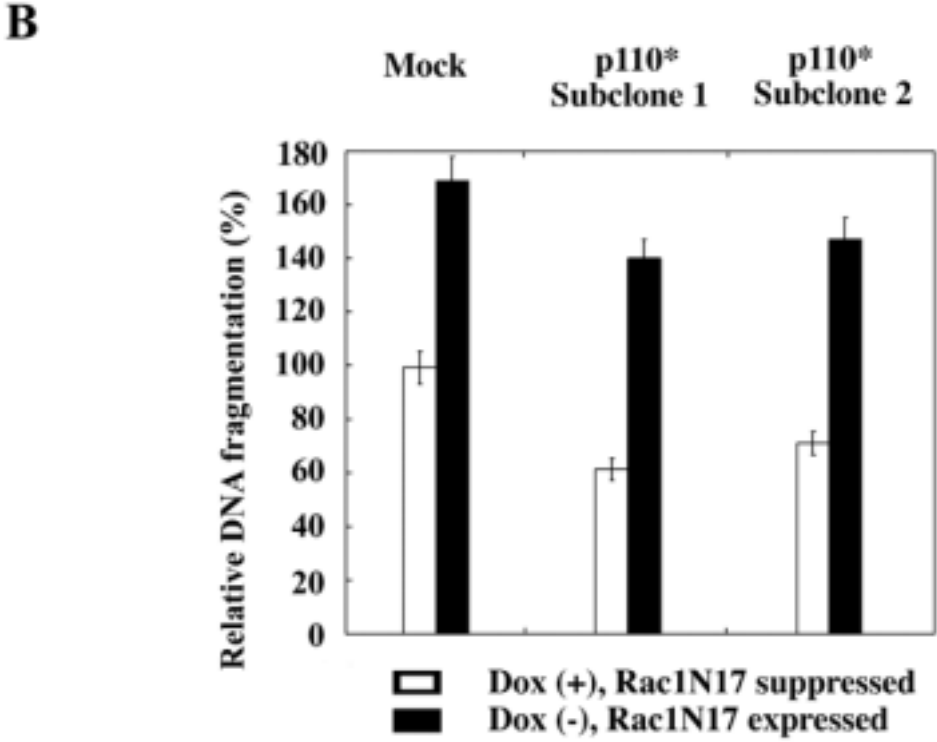 B
Mock
p110*
Subclone 1
p110*
Subclone 2
Relative DNA fragmentation (%)
180
160
140
120
100
80
60
40
20
0
Dox (+), Rac1N17 suppressed
Dox (-), Rac1N17 expressed